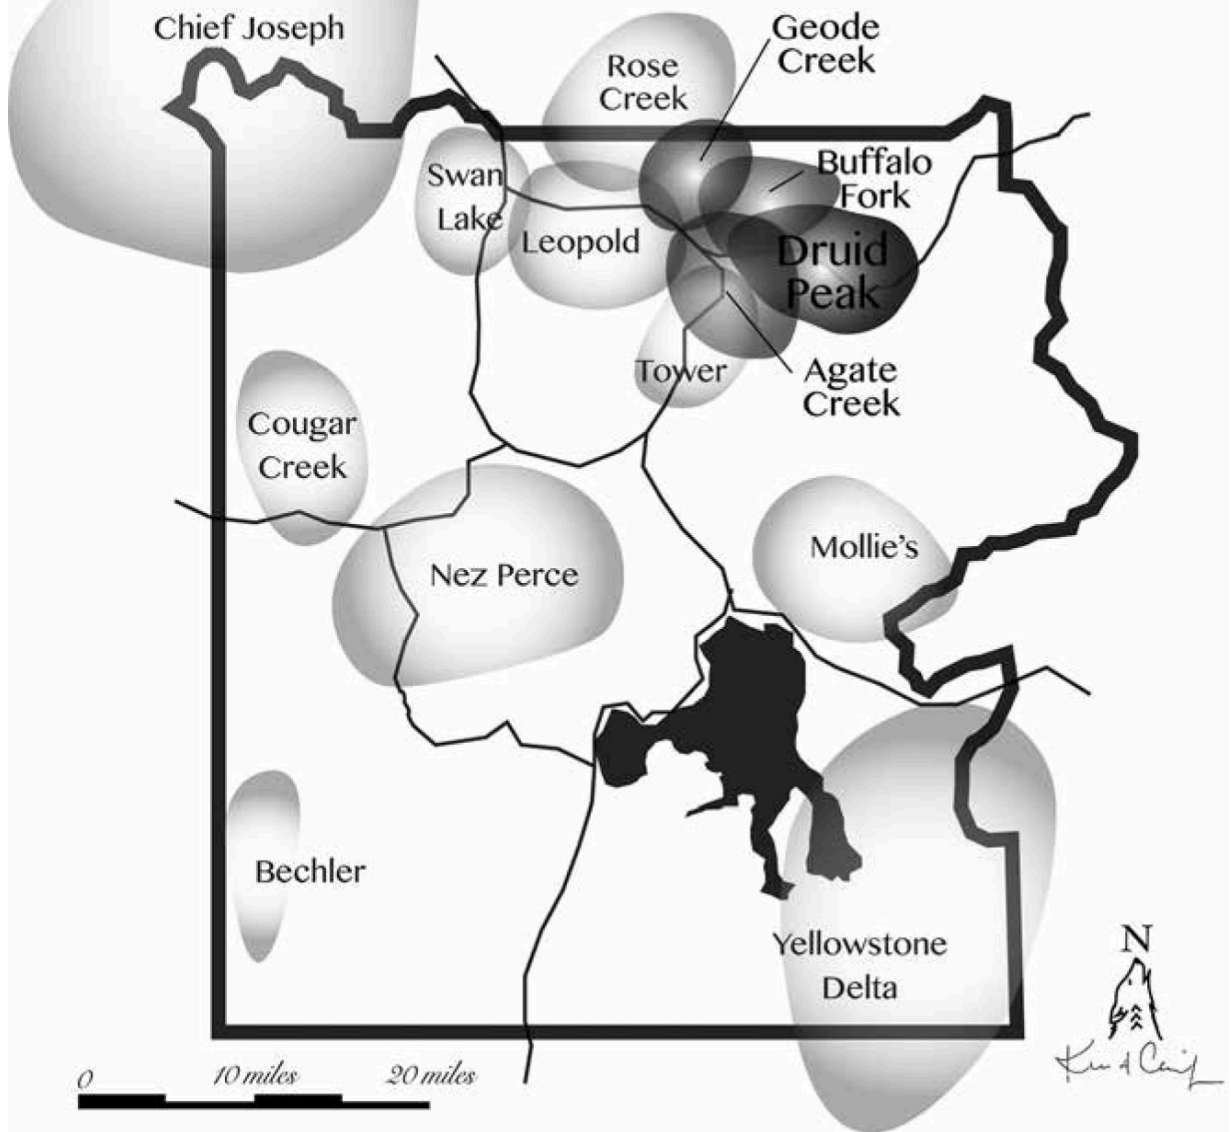 Chief Joseph
Geode
Creek
Rose
Creek
Buffalo
Fork
Swan
Lake
Leopold
Druid
Peak
Tower
Agate
Creek
Cougar
Creek
Mollie's
Nez Perce
Bechler
Yellowstone
Delta
N
0 10 miles 20 miles